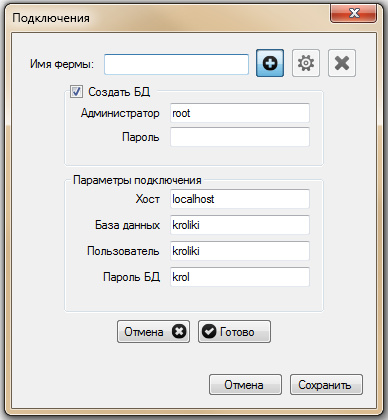 Подключения
Имя фермы:
Создать БД
Администратор root
Пароль
Параметры подключения
Хост localhost
База данных kroliki
Пользователь kroliki
Пароль БД krol
Отмена Готово
Отмена Сохранить